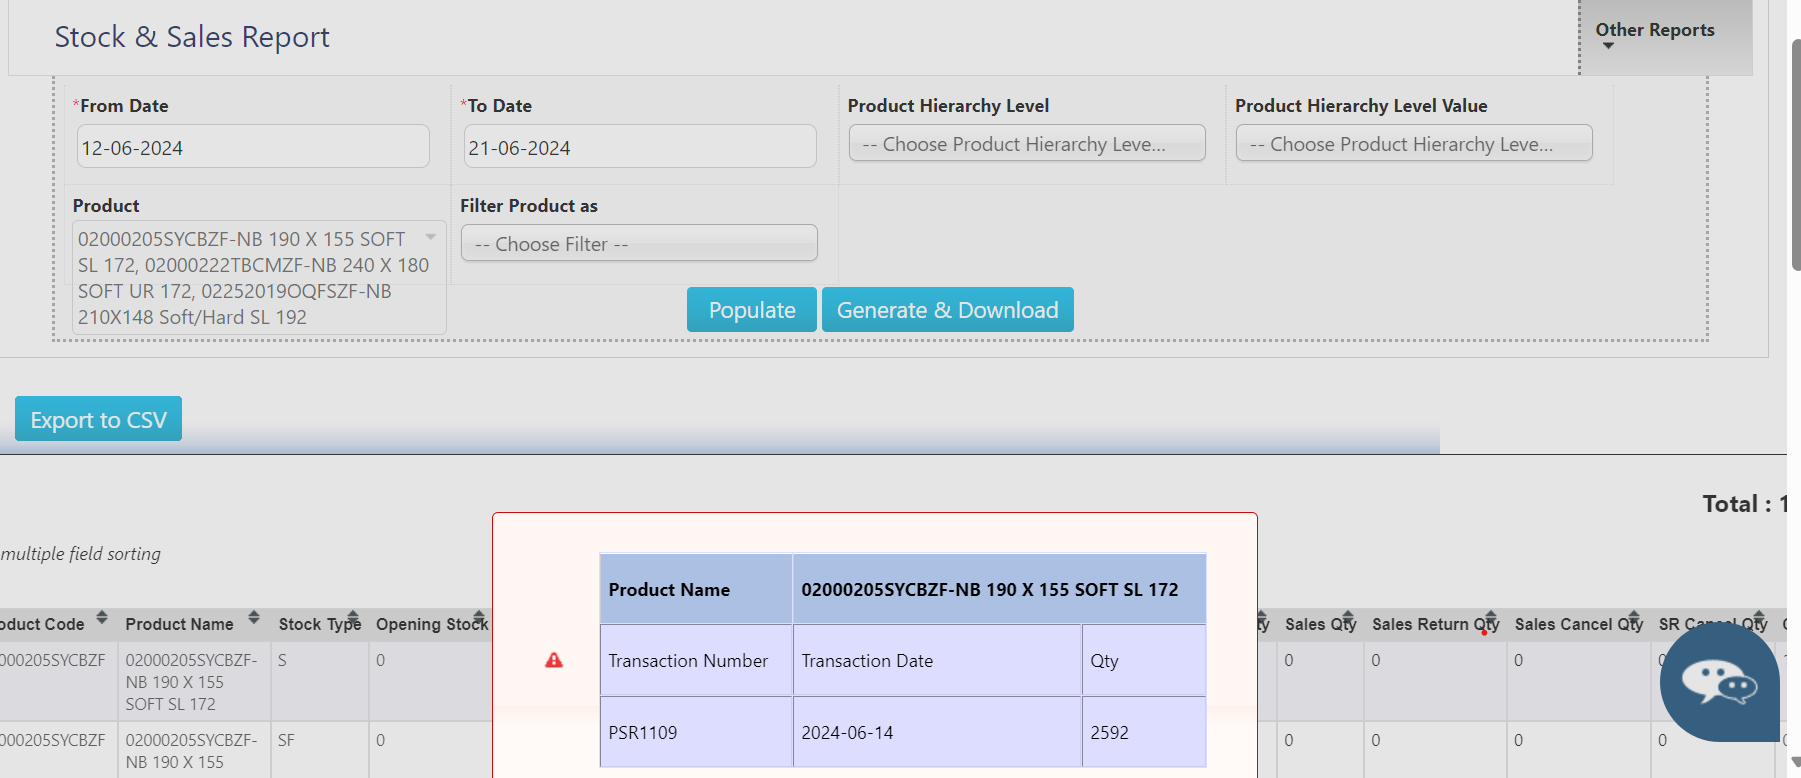 Stock & Sales Report
Other Reports
*From Date
*To Date
Product Hierarchy Level
Product Hierarchy Level Value
12-06-2024
21-06-2024
-- Choose Product Hierarchy Leve...
-- Choose Product Hierarchy Leve...
Product
Filter Product as
02000205SYCBZF-NB 190 X 155 SOFT
SL 172, 02000222TBCMZF-NB 240 X 180
SOFT UR 172, 02252019OQFSZF-NB
210X148 Soft/Hard SL 192
-- Choose Filter --
Populate
Generate & Download
Export to CSV
Total : 1
multiple field sorting
Product Name
02000205SYCBZF-NB 190 X 155 SOFT SL 172
Transaction Number
Transaction Date
Qty
PSR1109
2024-06-14
2592
oduct Code
Product Name
Stock Type
Opening Stock
ty
Sales Qty
Sales Return Qty
Sales Cancel Qty
SR Cancel Qty
000205SYCBZF
02000205SYCBZF-
NB 190 X 155
SOFT SL 172
S
0
0
0
0
000205SYCBZF
02000205SYCBZF-
NB 190 X 155
SF
0
0
0
0
0